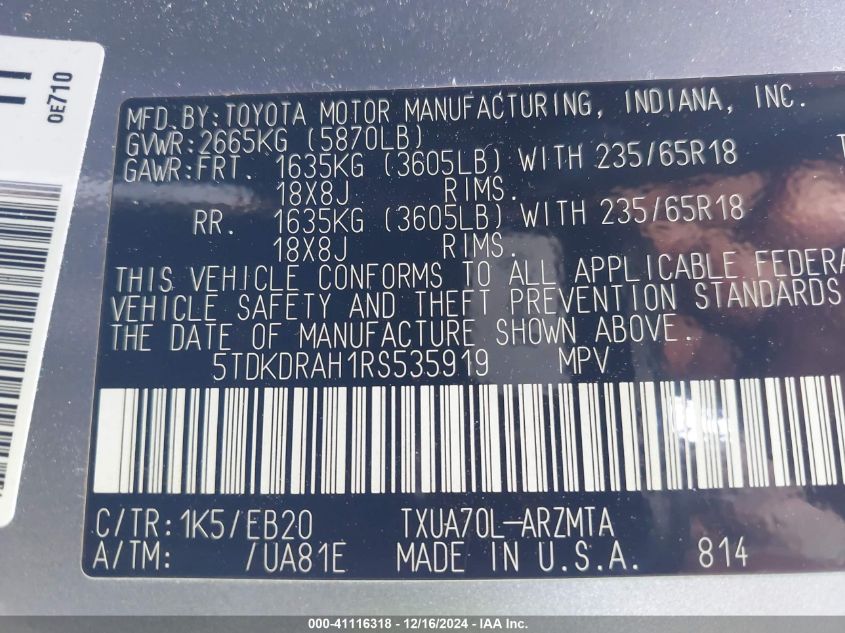 0E710
MFD.BY:TOYOTA MOTOR MANUFACTURING, INDIANA, INC.
GVWR:2665KG (5870LB)
GAWR:FRT. 1635KG (3605LB) WITH 235/65R18
18X8J RIMS.
RR. 1635KG (3605LB) WITH 235/65R18
18X8J RIMS.
THIS VEHICLE CONFORMS TO ALL APPLICABLE FEDERA
VEHICLE SAFETY AND THEFT PREVENTION STANDARDS
THE DATE OF MANUFACTURE SHOWN ABOVE.
5TDKDRAH1RS535919 MPV
C/TR:1K5/EB20 TXUA70L-ARZMTA
A/TM: /UA81E MADE IN U.S.A. 814
000-41116318 - 12/16/2024 - IAA Inc.